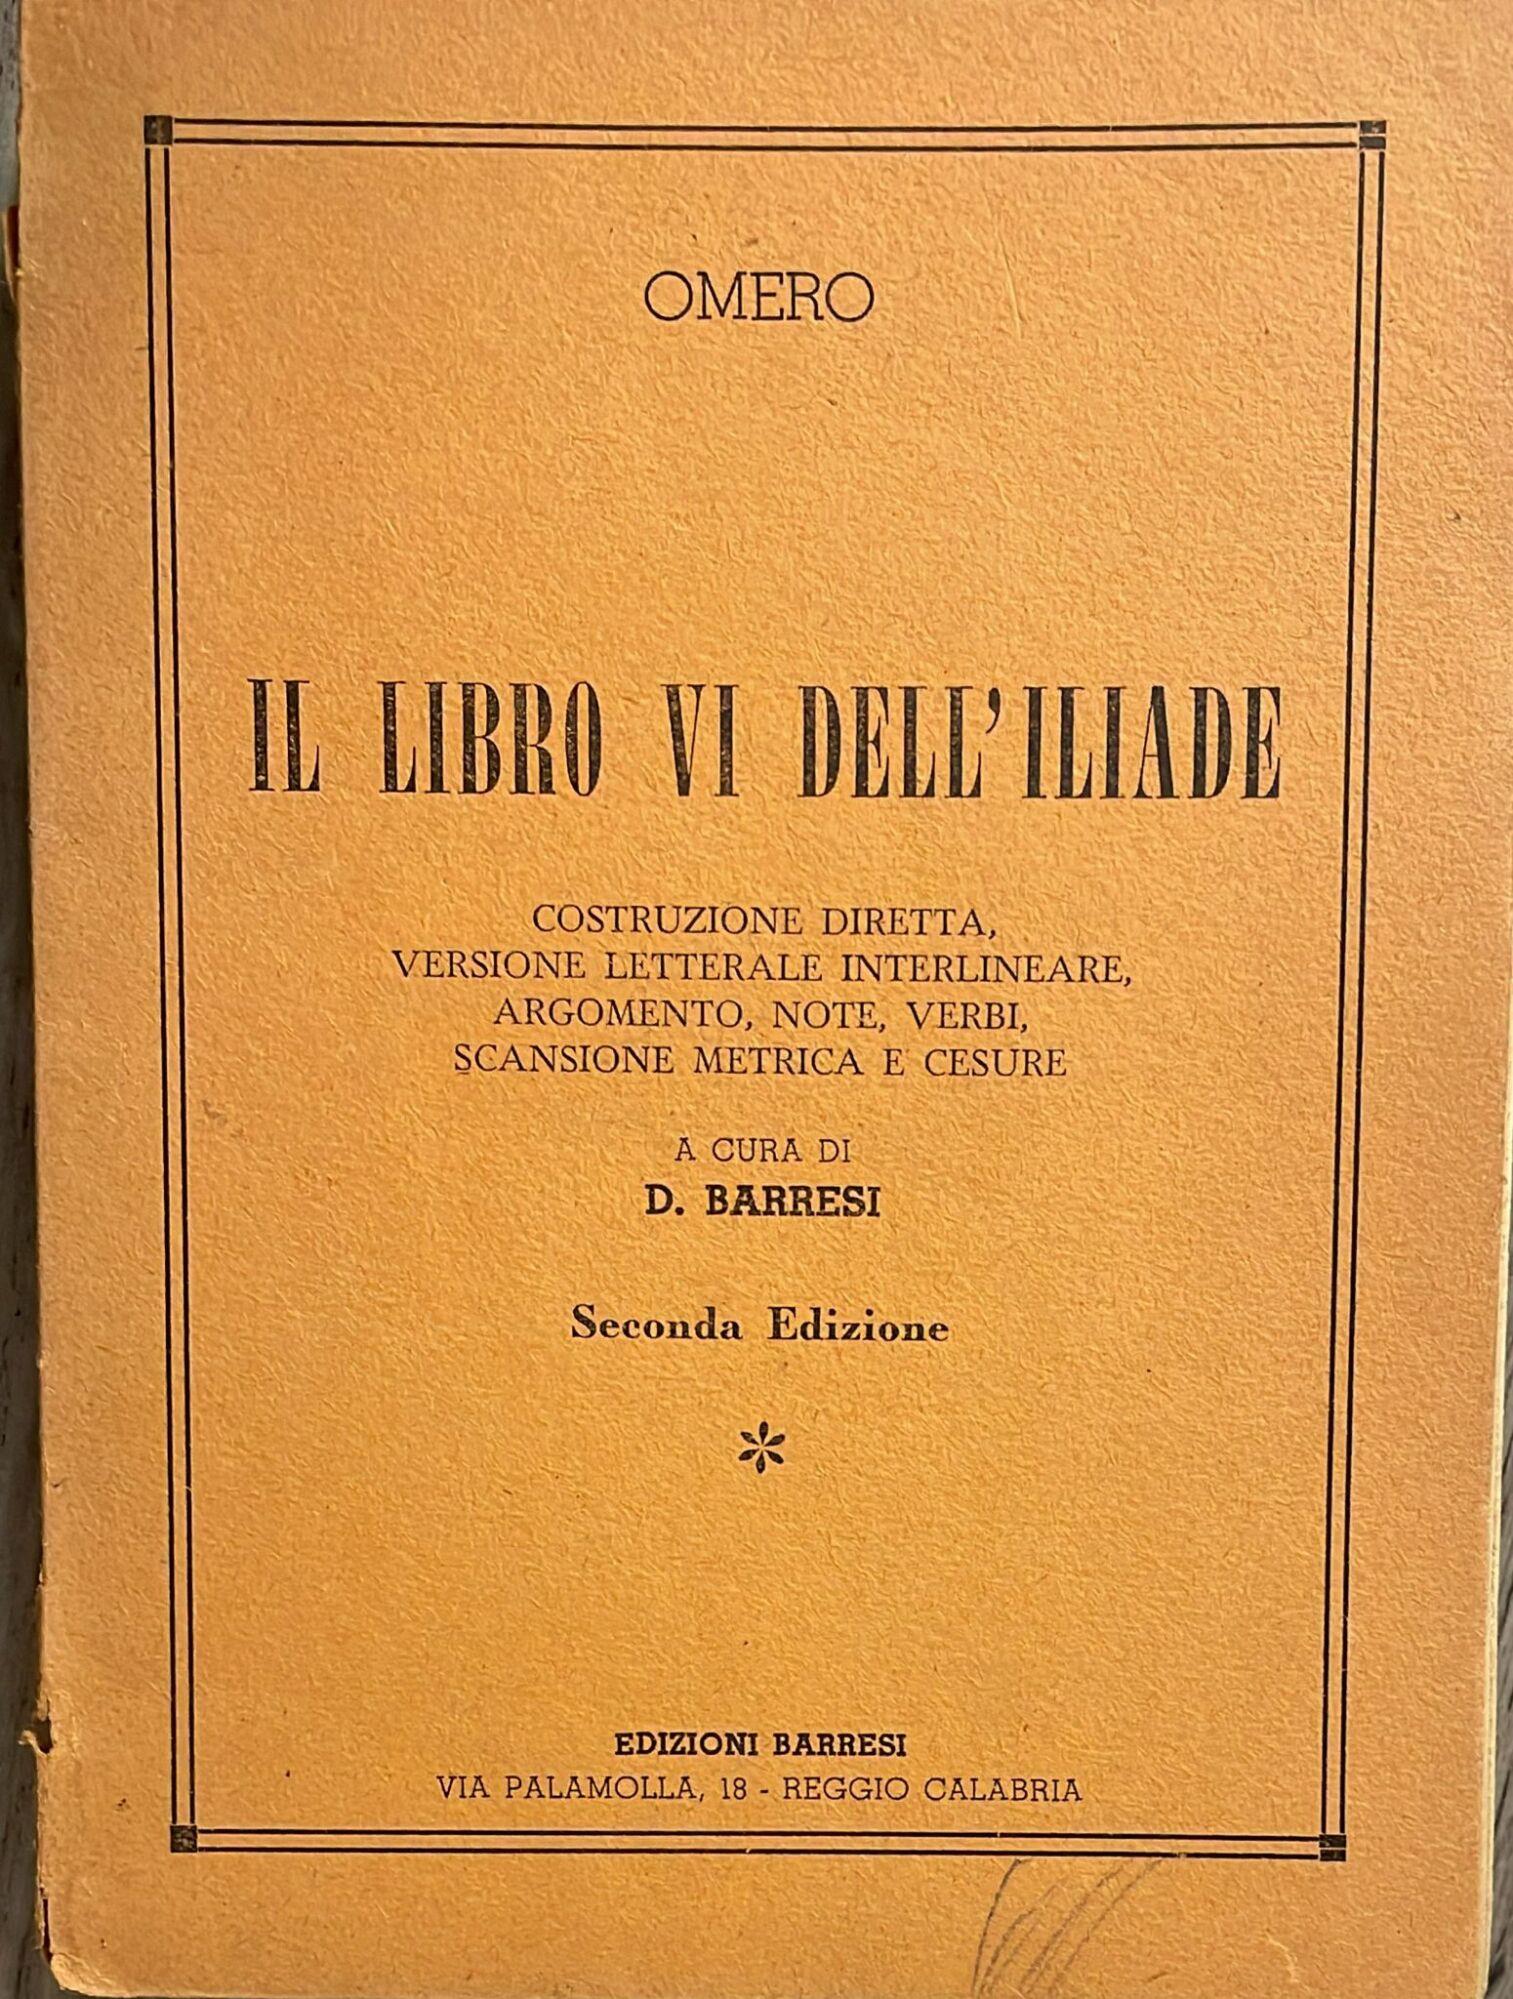 OMERO
IL LIBRO VI DELL'ILIADE
COSTRUZIONE DIRETTA,
VERSIONE LETTERALE INTERLINEARE,
ARGOMENTO, NOTE, VERBI,
SCANSIONE METRICA E CESURE
A CURA DI
D. BARRESI
Seconda Edizione
*
EDIZIONI BARRESI
VIA PALAMOLLA, 18 - REGGIO CALABRIA